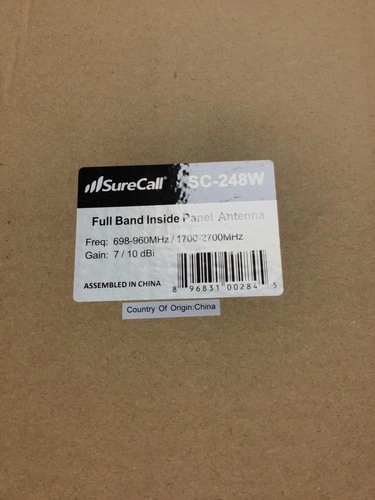 SureCall SC-248W
Full Band Inside Panel Antenna
Freq: 698-960MHz / 1700-2700MHz
Gain: 7 / 10 dBi
ASSEMBLED IN CHINA
8 96831 00284 5
Country Of Origin:China